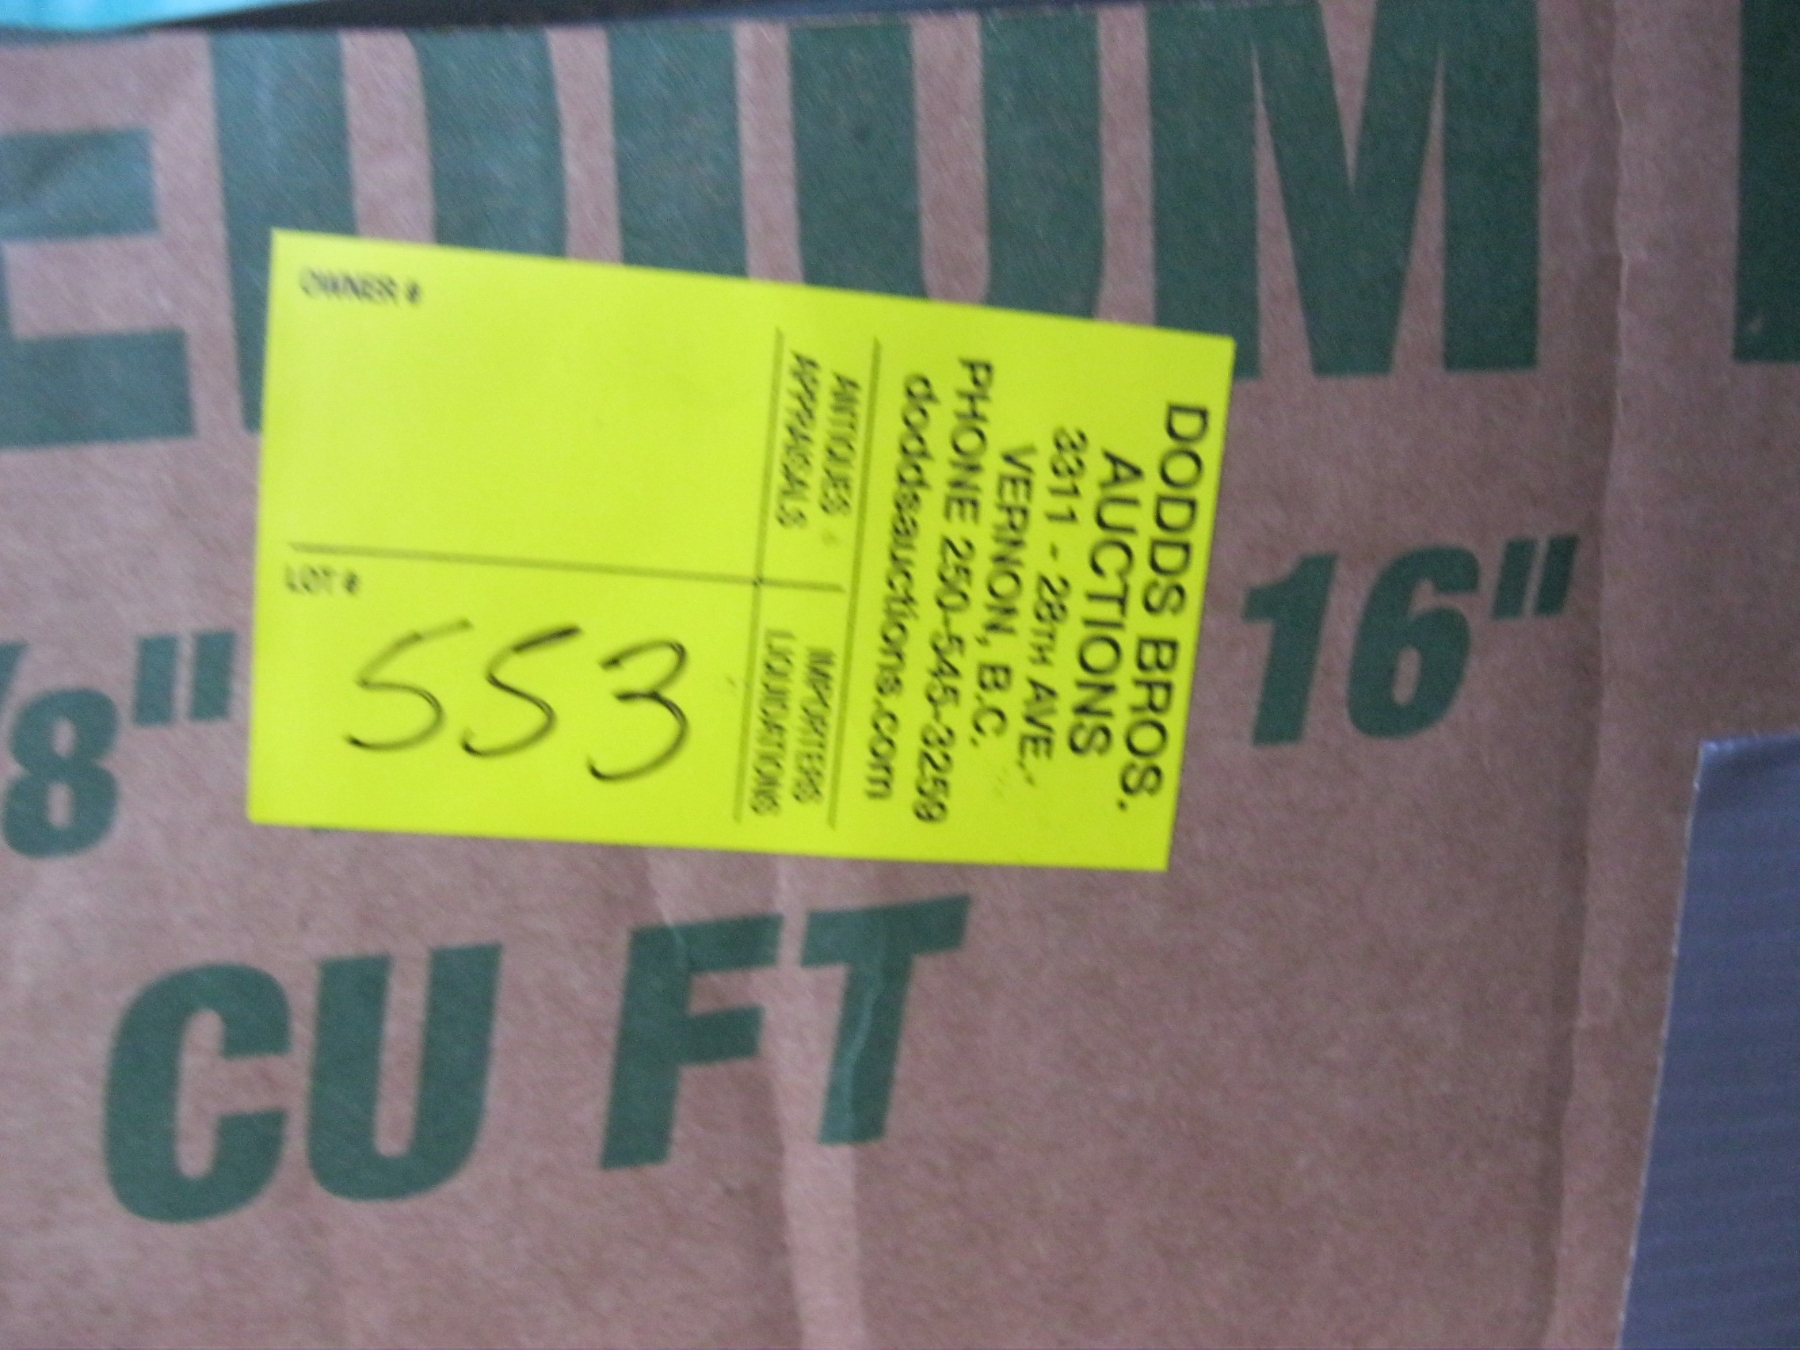 EDIUM
8" 16"
CU FT
DODDS BROS.
AUCTIONS
3311 - 28TH AVE.,
VERNON, B.C.
PHONE 250-545-3259
doddsauctions.com
ANTIQUES IMPORTERS
APPRAISALS LIQUIDATIONS
OWNER #
LOT #
553